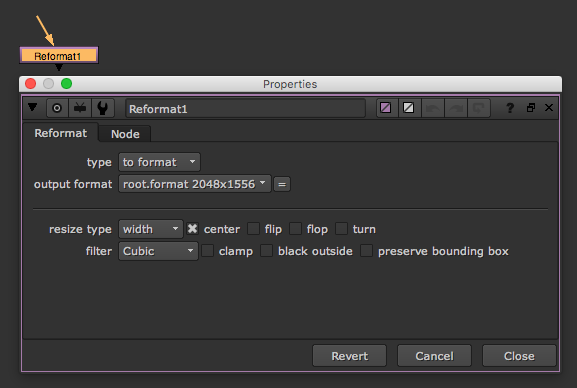 Reformat1
Properties
Reformat1 ?
Reformat Node
type to format
output format root.format 2048x1556 =
resize type width center flip flop turn
filter Cubic clamp black outside preserve bounding box
Revert Cancel Close